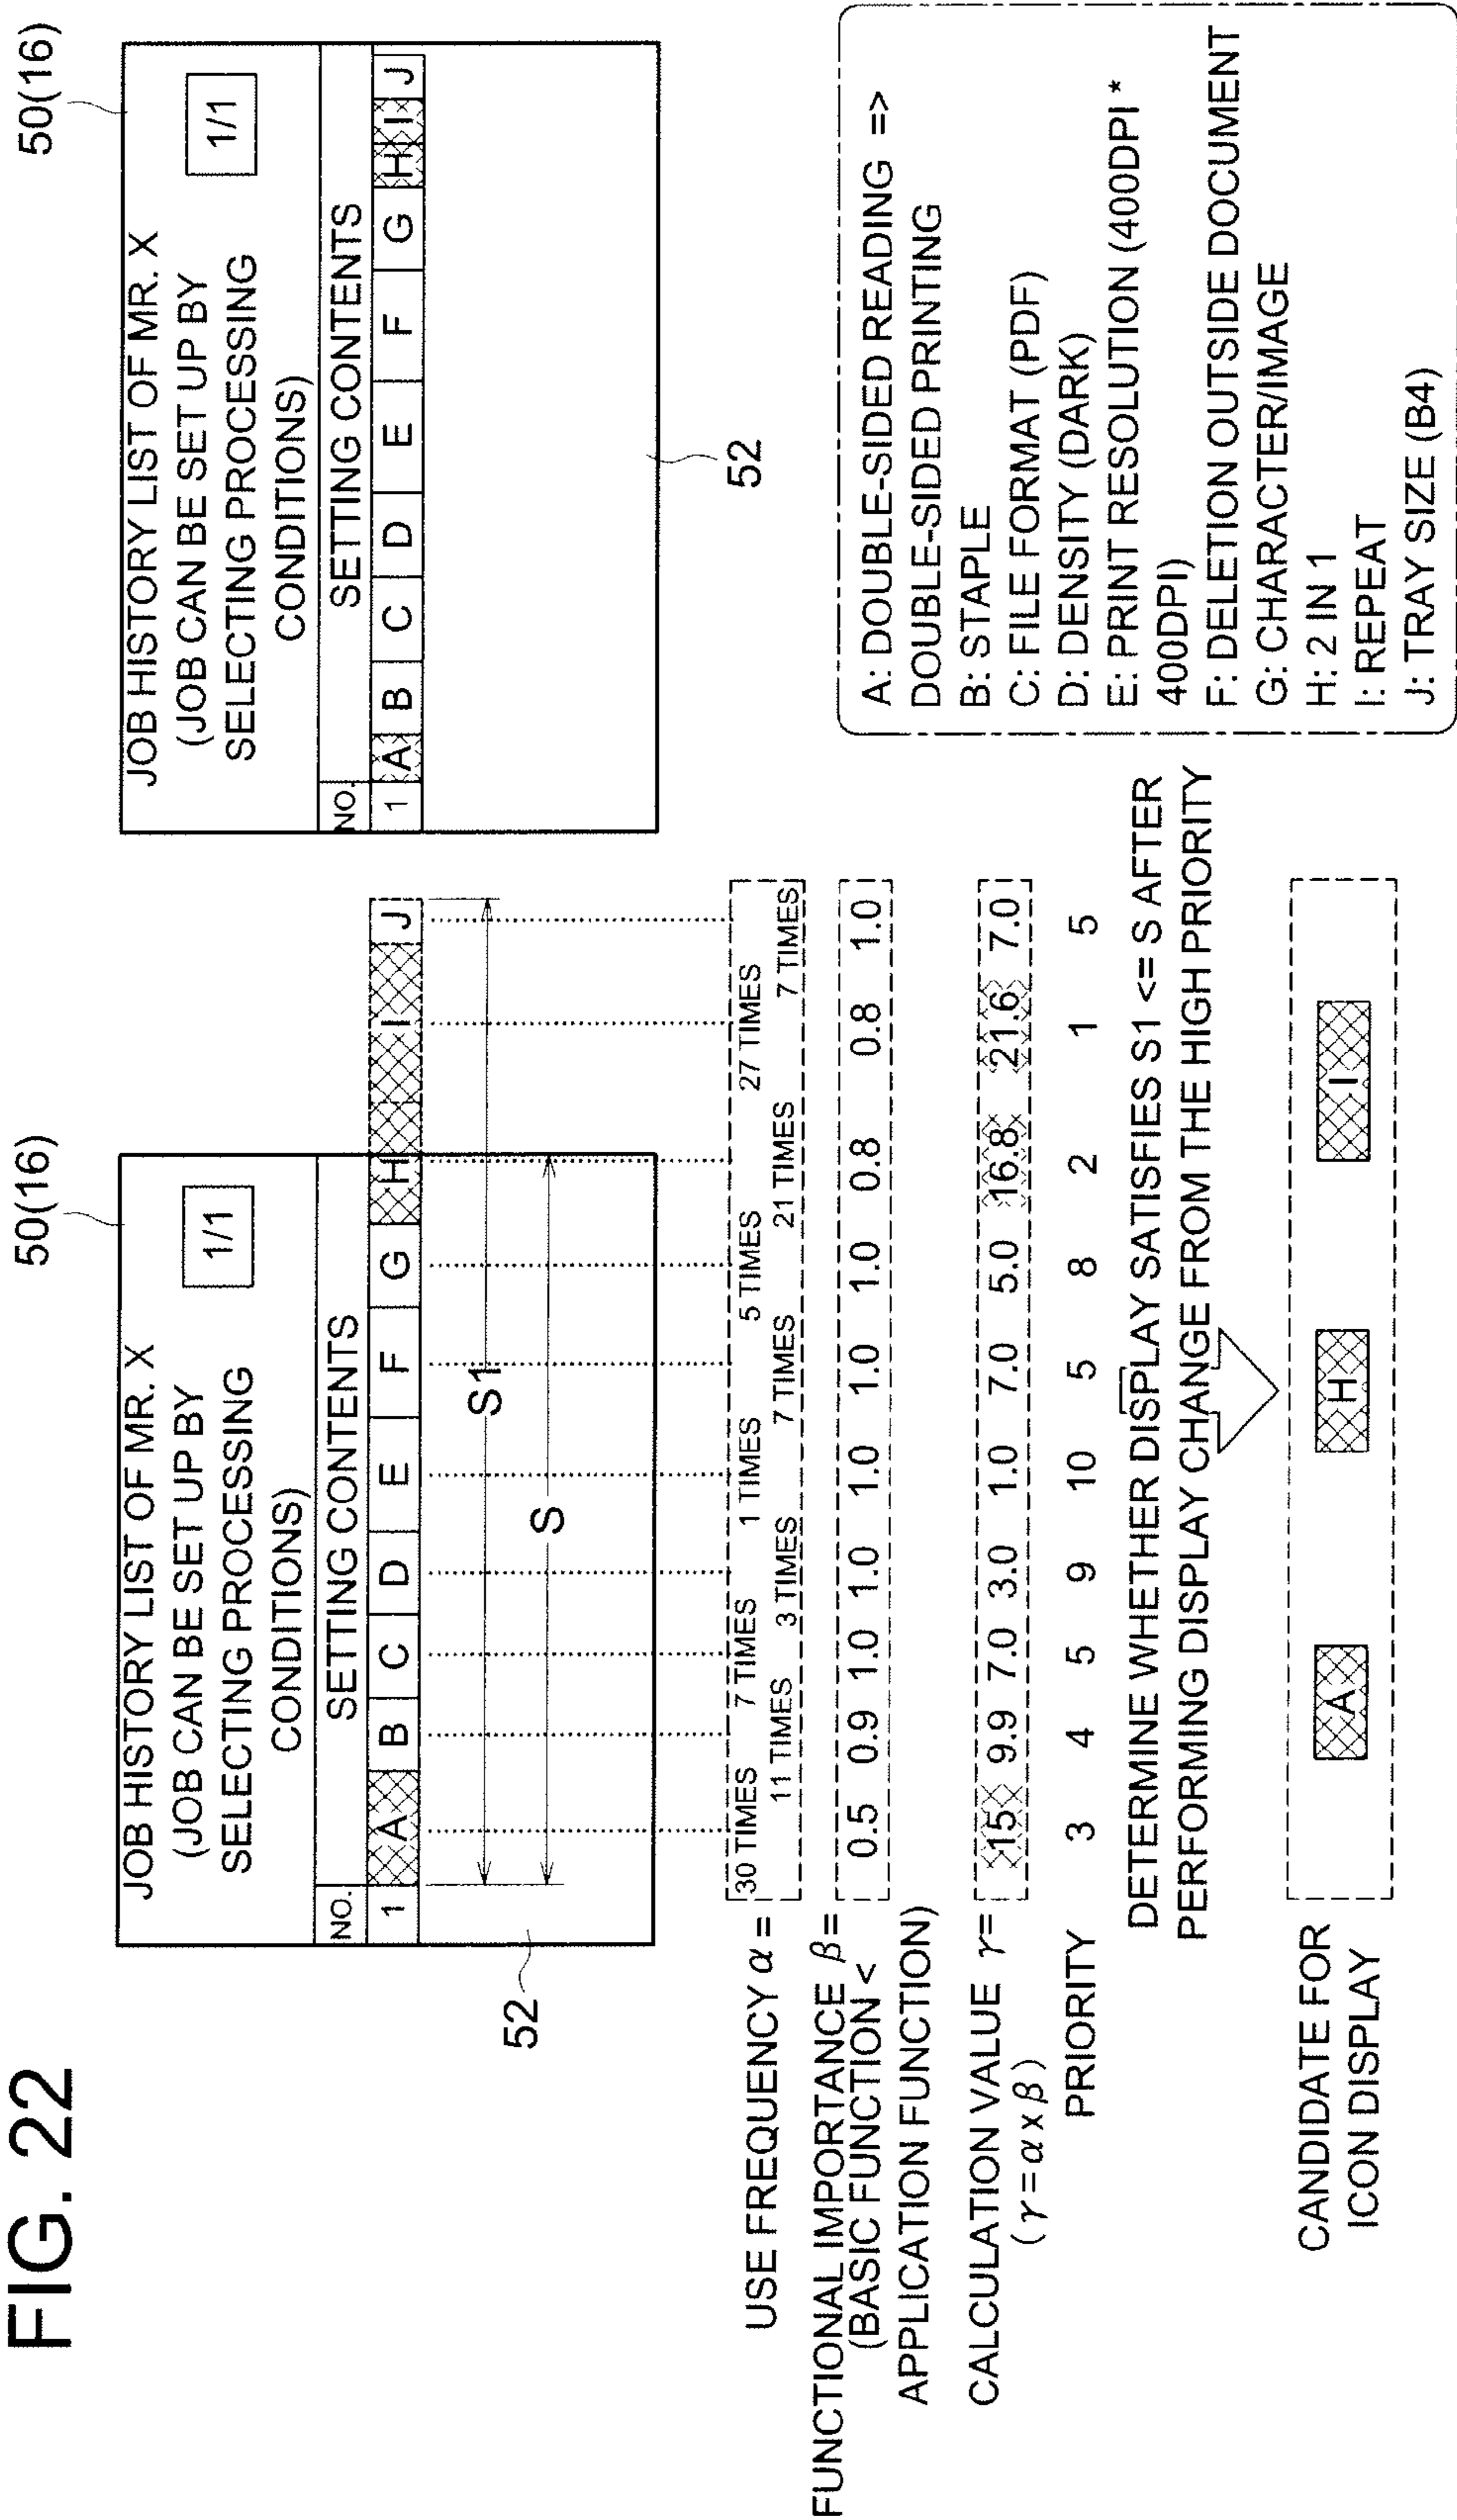 FIG. 22
50(16)
JOB HISTORY LIST OF MR. X
(JOB CAN BE SET UP BY
SELECTING PROCESSING
CONDITIONS)
1/1
NO.
SETTING CONTENTS
1
A
B
C
D
E
F
G
H
I
J
S1
S
52
USE FREQUENCY α =
30 TIMES 7 TIMES 1 TIMES 5 TIMES 27 TIMES
11 TIMES 3 TIMES 7 TIMES 21 TIMES 7 TIMES
FUNCTIONAL IMPORTANCE β=
(BASIC FUNCTION <
APPLICATION FUNCTION)
0.5 0.9 1.0 1.0 1.0 1.0 1.0 0.8 0.8 1.0
CALCULATION VALUE γ=
(γ=α x β)
15 9.9 7.0 3.0 1.0 7.0 5.0 16.8 21.6 7.0
PRIORITY 3 4 5 9 10 5 8 2 1 5
DETERMINE WHETHER DISPLAY SATISFIES S1 <= S AFTER
PERFORMING DISPLAY CHANGE FROM THE HIGH PRIORITY
CANDIDATE FOR
ICON DISPLAY
A
H
I
50(16)
JOB HISTORY LIST OF MR. X
(JOB CAN BE SET UP BY
SELECTING PROCESSING
CONDITIONS)
1/1
NO.
SETTING CONTENTS
1
A
B
C
D
E
F
G
H
I
J
52
A: DOUBLE-SIDED READING =>
DOUBLE-SIDED PRINTING
B: STAPLE
C: FILE FORMAT (PDF)
D: DENSITY (DARK)
E: PRINT RESOLUTION (400DPI *
400DPI)
F: DELETION OUTSIDE DOCUMENT
G: CHARACTER/IMAGE
H: 2 IN 1
I: REPEAT
J: TRAY SIZE (B4)